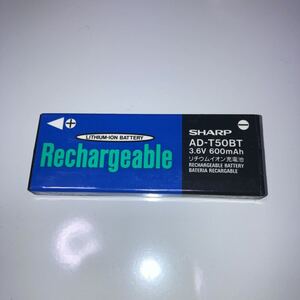 LITHIUM-ION BATTERY
Rechargeable
SHARP
AD-T50BT
3.6V 600mAh
リチウムイオン充電池
RECHARGEABLE BATTERY
BATERIA RECARGABLE